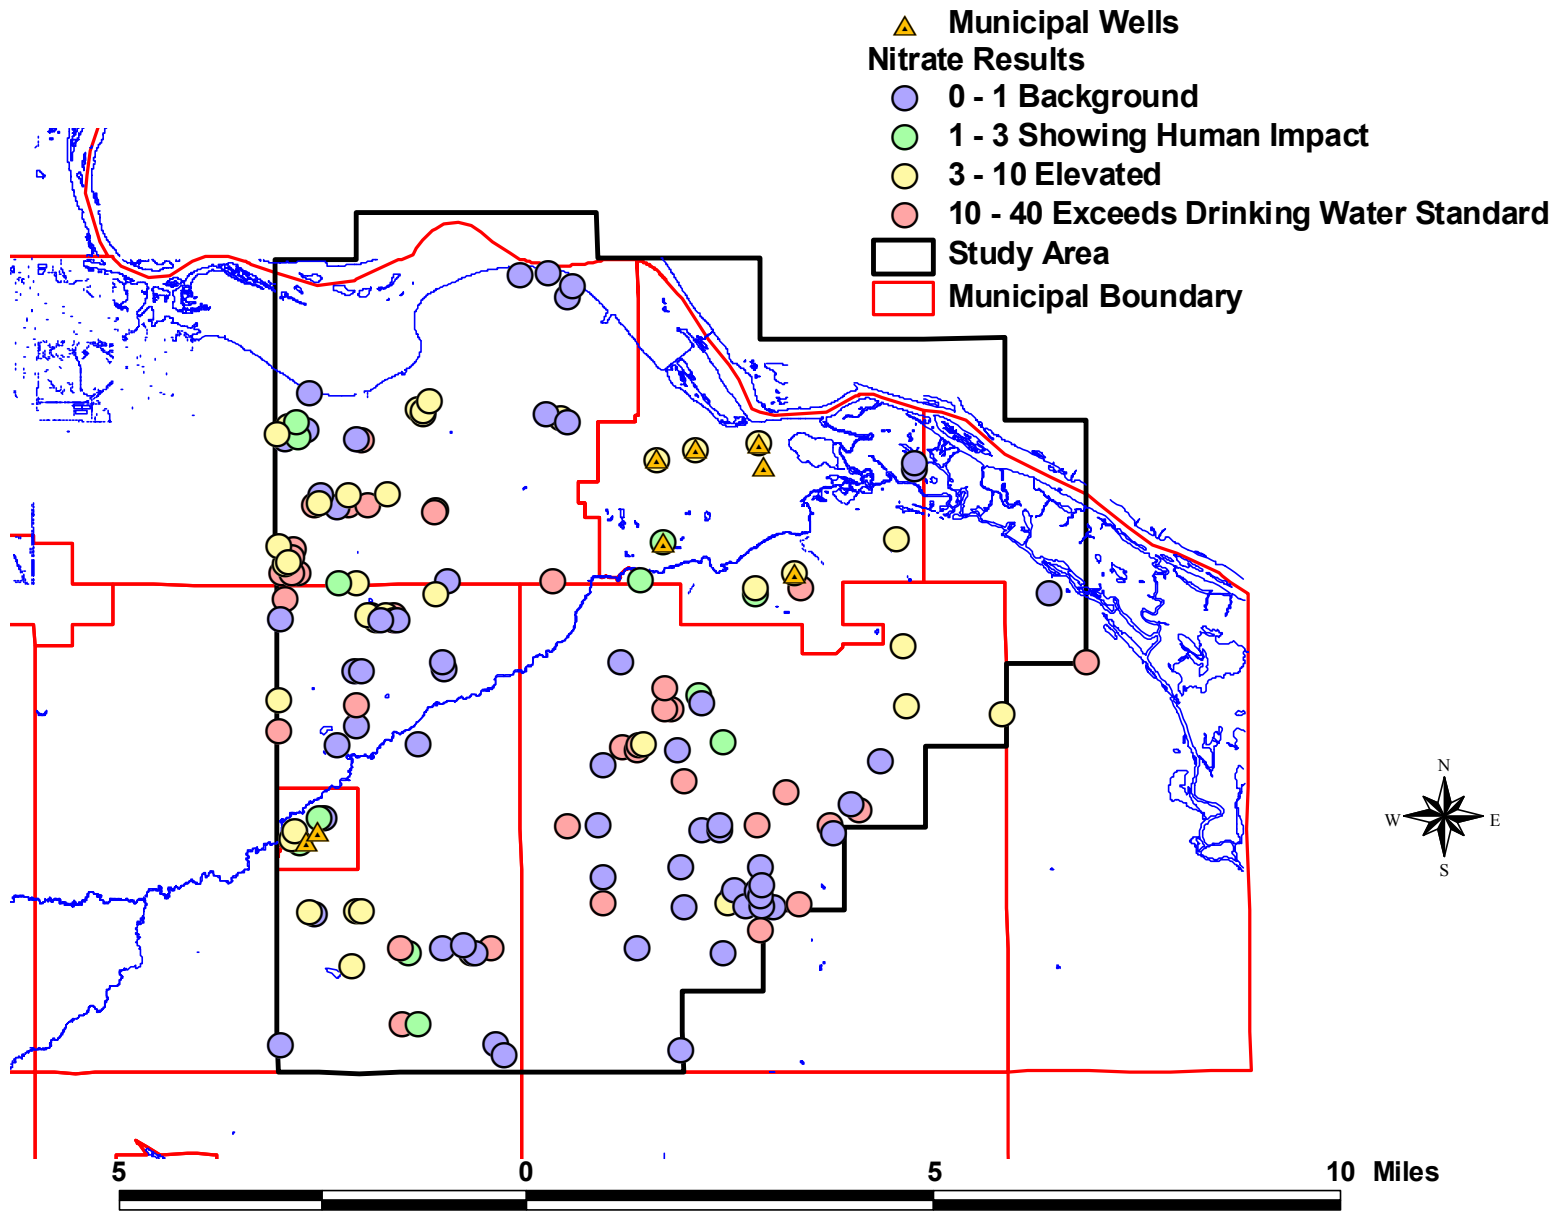 Municipal Wells
Nitrate Results
0 - 1 Background
1 - 3 Showing Human Impact
3 - 10 Elevated
10 - 40 Exceeds Drinking Water Standard
Study Area
Municipal Boundary
N
W E
S
5 0 5 10 Miles